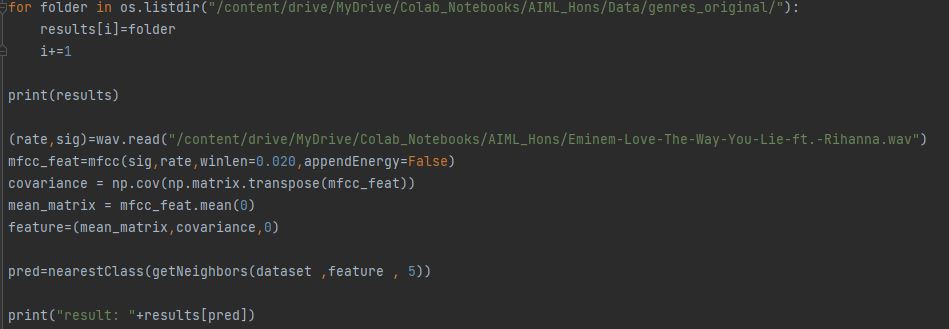 for folder in os.listdir("/content/drive/MyDrive/Colab_Notebooks/AIML_Hons/Data/genres_original/"):
    results[i]=folder
    i+=1
print(results)
(rate,sig)=wav.read("/content/drive/MyDrive/Colab_Notebooks/AIML_Hons/Eminem-Love-The-Way-You-Lie-ft.-Rihanna.wav")
mfcc_feat=mfcc(sig,rate,winlen=0.020,appendEnergy=False)
covariance = np.cov(np.matrix.transpose(mfcc_feat))
mean_matrix = mfcc_feat.mean(0)
feature=(mean_matrix,covariance,0)
pred=nearestClass(getNeighbors(dataset ,feature , 5))
print("result: "+results[pred])